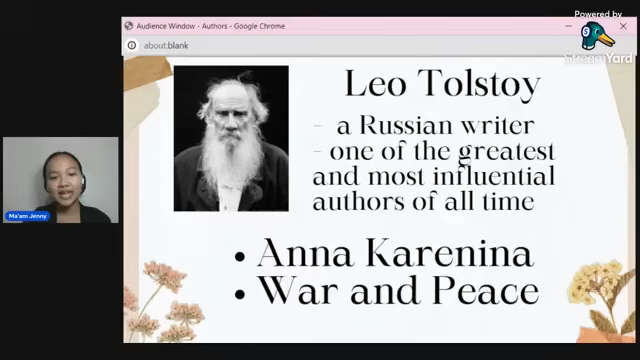 Powered by
StreamYard
Audience Window - Authors - Google Chrome
about:blank
Leo Tolstoy
- a Russian writer
- one of the greatest
and most influential
authors of all time
Ma'am Jenny
• Anna Karenina
• War and Peace